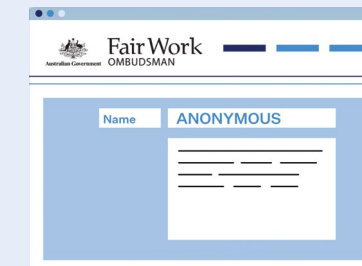 Fair Work
Australian Government
OMBUDSMAN
Name
ANONYMOUS